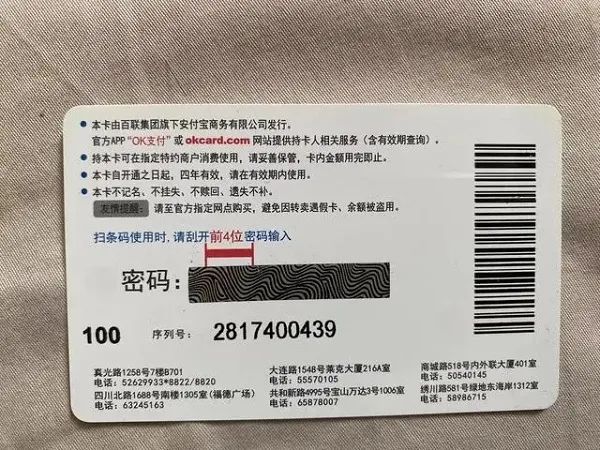 本卡由百联集团旗下安付宝商务有限公司发行。
官方APP“OK支付”或okcard.com网站提供持卡人相关服务（含有效期查询）。
持本卡可在指定特约商户消费使用，请妥善保管，卡内金额用完即止。
本卡自开通之日起，四年有效，请在有效期内使用。
本卡不记名、不挂失、不赎回、遗失不补。
友情提醒： 请至官方指定网点购买，避免因转卖遇假卡、余额被盗用。
扫条码使用时，请刮开前4位密码输入
密码：
100 序列号： 2817400439
真光路1258号7楼B701
电话：52629933*8822/8820
四川北路1688号南楼1305室（福德广场）
电话：63245163
大连路1548号莱克大厦216A室
电话：55570105
共和新路4995号宝山万达3号1006室
电话：65878007
商城路518号内外联大厦401室
电话：50540145
绣川路581号绿地东海岸1312室
电话：58986715